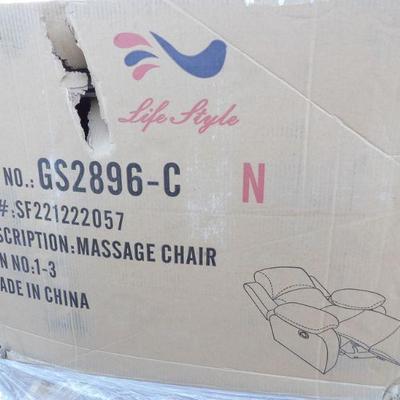 Life Style
NO.: GS2896-C N
#:SF221222057
SCRIPTION: MASSAGE CHAIR
N NO.:1-3
ADE IN CHINA